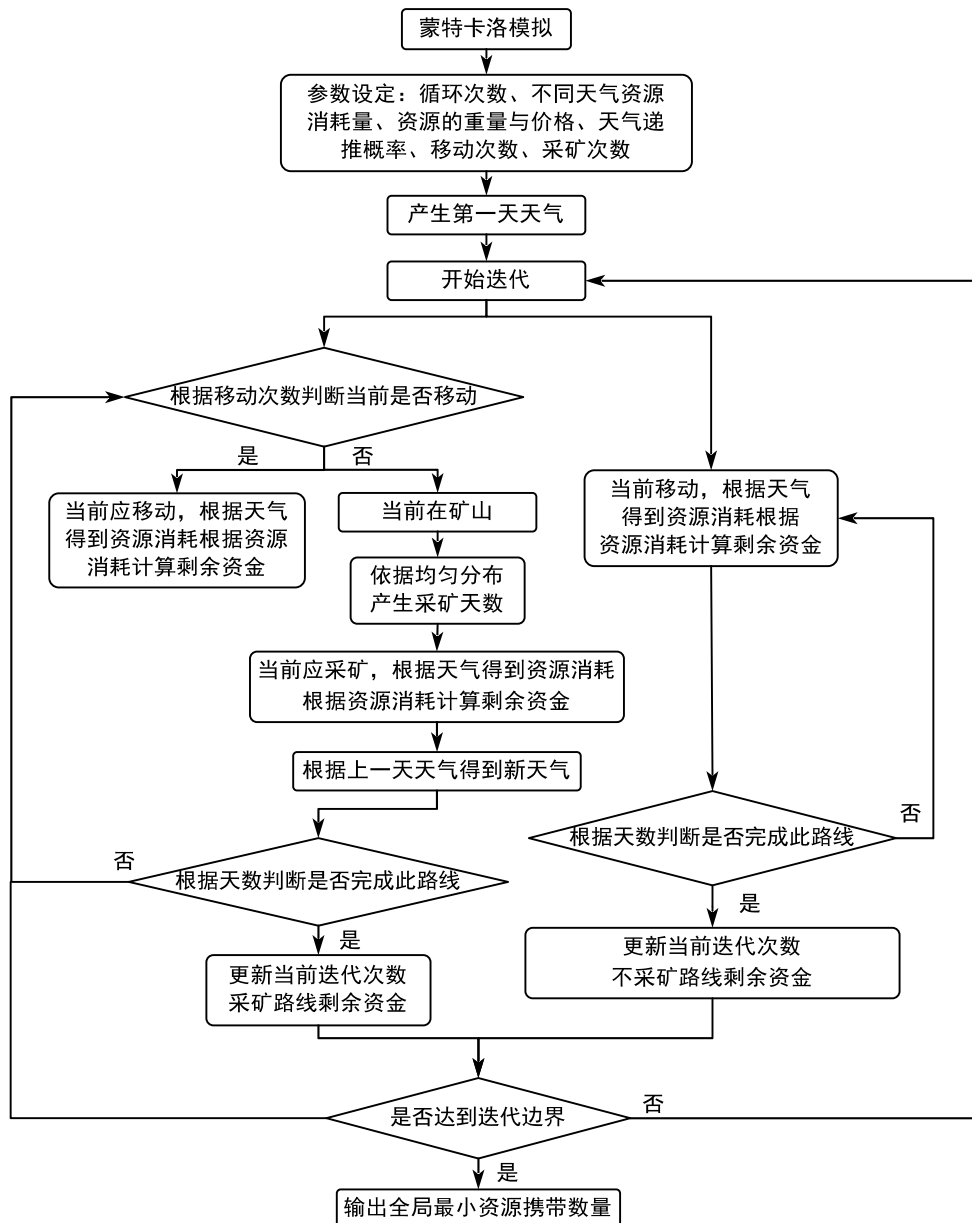 蒙特卡洛模拟
参数设定：循环次数、不同天气资源
消耗量、资源的重量与价格、天气递
推概率、移动次数、采矿次数
产生第一天天气
开始迭代
根据移动次数判断当前是否移动
是
否
当前应移动，根据天气
得到资源消耗根据资源
消耗计算剩余资金
当前在矿山
依据均匀分布
产生采矿天数
当前应采矿，根据天气得到资源消耗
根据资源消耗计算剩余资金
根据上一天天气得到新天气
根据天数判断是否完成此路线
否
是
更新当前迭代次数
采矿路线剩余资金
当前移动，根据天气
得到资源消耗根据
资源消耗计算剩余资金
根据天数判断是否完成此路线
否
是
更新当前迭代次数
不采矿路线剩余资金
是否达到迭代边界
否
是
输出全局最小资源携带数量